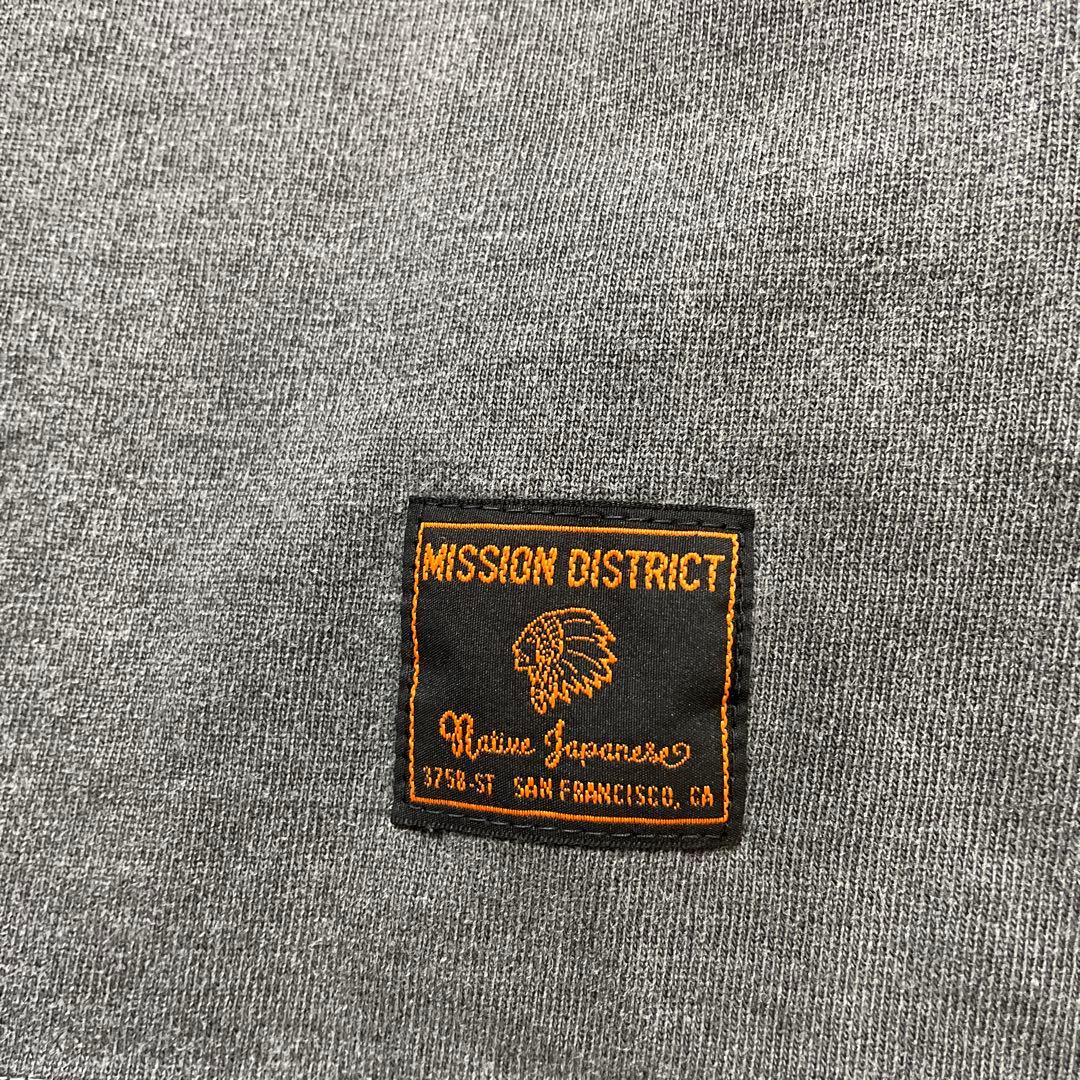 MISSION DISTRICT
Native Japanese
3758-ST SAN FRANCISCO, CA